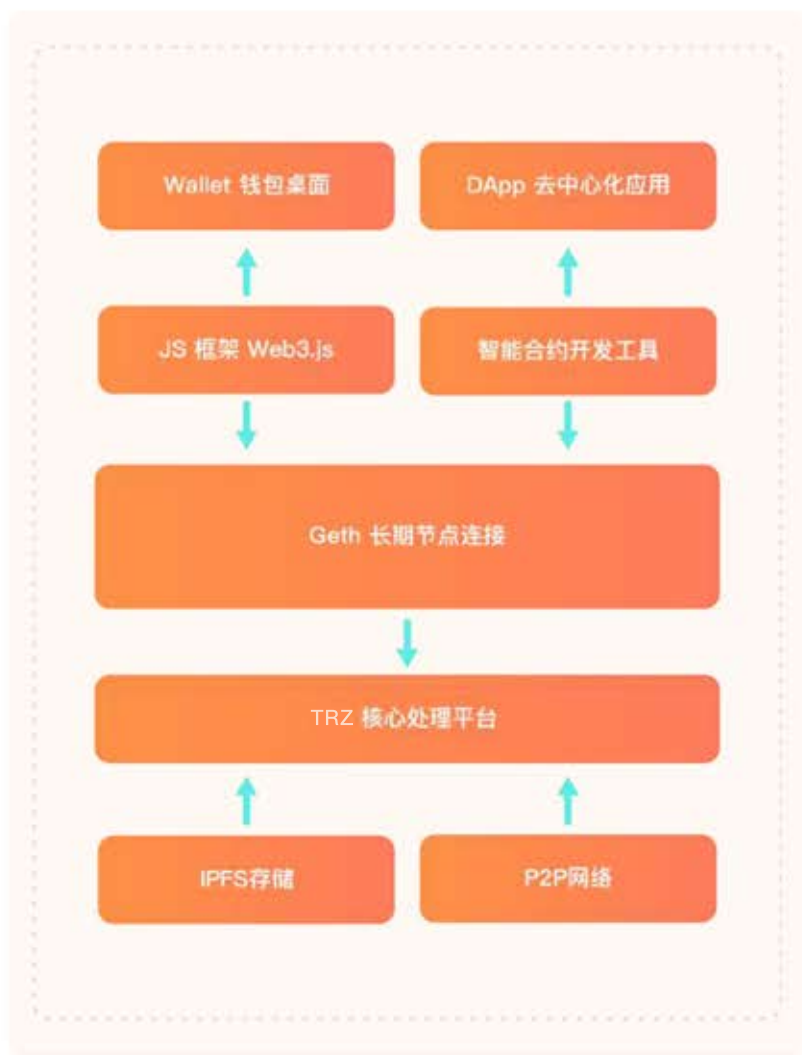 Wallet 钱包桌面
DApp 去中心化应用
JS 框架 Web3.js
智能合约开发工具
Geth 长期节点连接
TRZ 核心处理平台
IPFS存储
P2P网络